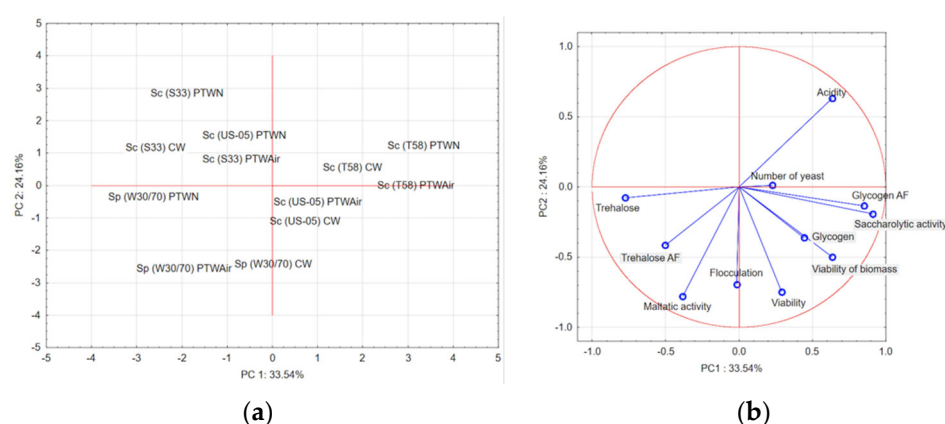 5
4
3
2
1
0
-1
-2
-3
-4
-5
PC 2: 24.16%
Sc (S33) PTWN
Sc (US-05) PTWN
Sc (S33) CW
Sc (S33) PTWAir
Sc (T58) PTWN
Sc (T58) CW
Sc (T58) PTWAir
Sp (W30/70) PTWN
Sc (US-05) PTWAir
Sc (US-05) CW
Sp (W30/70) PTWAir
Sp (W30/70) CW
-5 -4 -3 -2 -1 0 1 2 3 4 5
PC 1: 33.54%
(a)
1.0
0.5
0.0
-0.5
-1.0
PC2 : 24.16%
Acidity
Number of yeast
Glycogen AF
Trehalose
Saccharolytic activity
Glycogen
Trehalose AF
Viability of biomass
Flocculation
Maltatic activity
Viability
-1.0 -0.5 0.0 0.5 1.0
PC1 : 33.54%
(b)